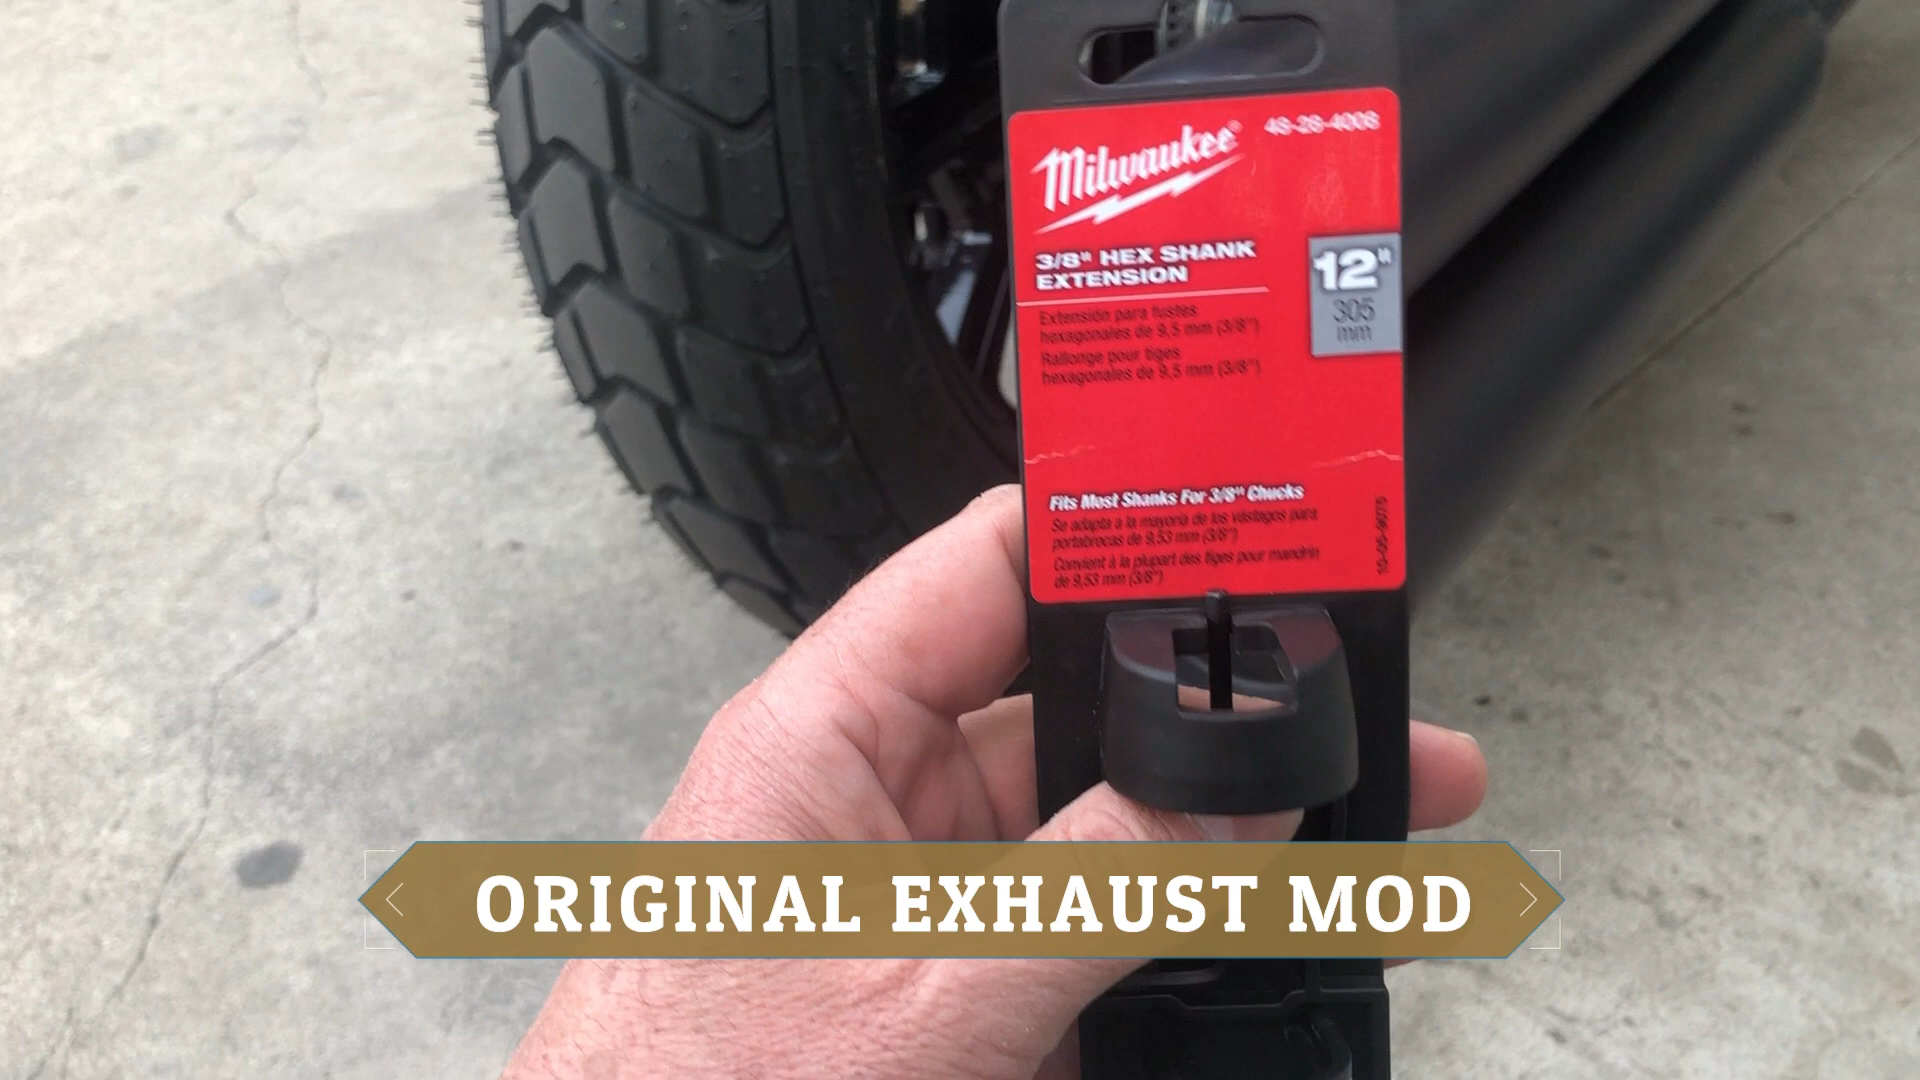 Milwaukee
48-28-4006
3/8" HEX SHANK
EXTENSION
12"
305
mm
Extensión para fustes
hexagonales de 9,5 mm (3/8")
Rallonge pour tiges
hexagonales de 9,5 mm (3/8")
Fits Most Shanks For 3/8" Chucks
Se adapta a la mayoría de los vástagos para
portabrocas de 9,53 mm (3/8")
Convient à la plupart des tiges pour mandrin
de 9,53 mm (3/8")
ORIGINAL EXHAUST MOD